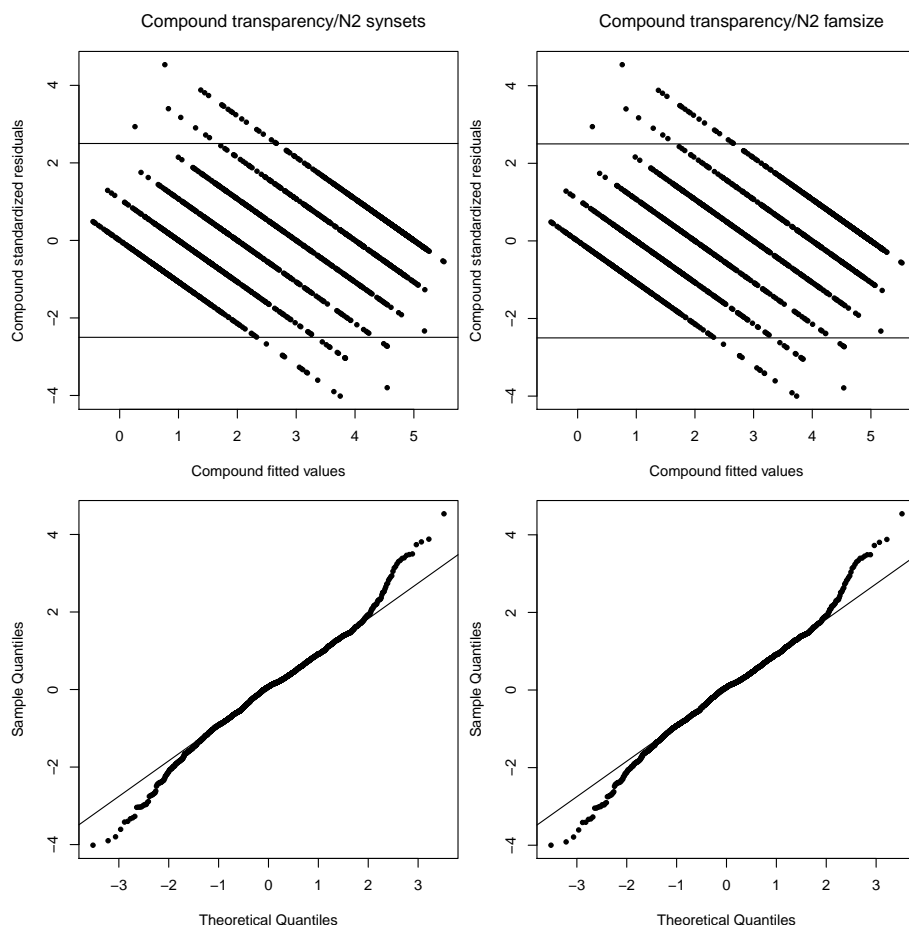 Compound transparency/N2 synsets
Compound standardized residuals
4
2
0
−2
−4
0 1 2 3 4 5
Compound fitted values
Compound transparency/N2 famsize
Compound standardized residuals
4
2
0
−2
−4
0 1 2 3 4 5
Compound fitted values
Sample Quantiles
4
2
0
−2
−4
−3 −2 −1 0 1 2 3
Theoretical Quantiles
Sample Quantiles
4
2
0
−2
−4
−3 −2 −1 0 1 2 3
Theoretical Quantiles